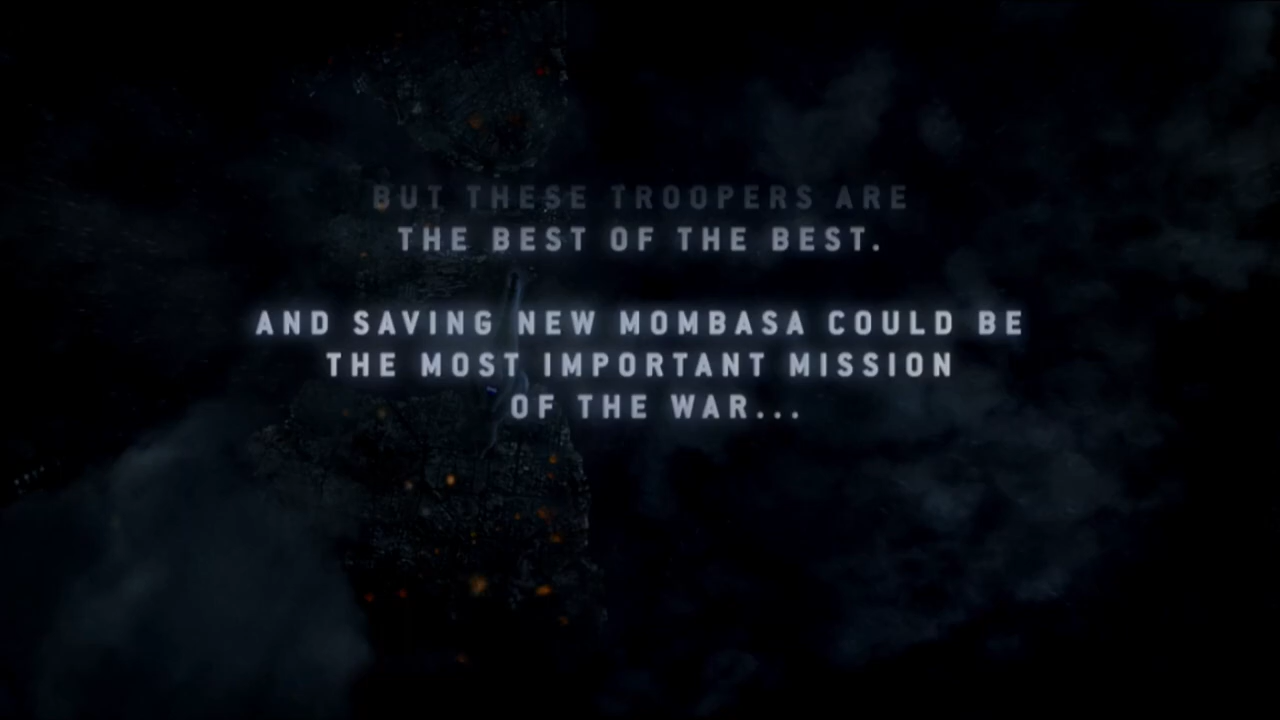 BUT THESE TROOPERS ARE
THE BEST OF THE BEST.
AND SAVING NEW MOMBASA COULD BE
THE MOST IMPORTANT MISSION
OF THE WAR...